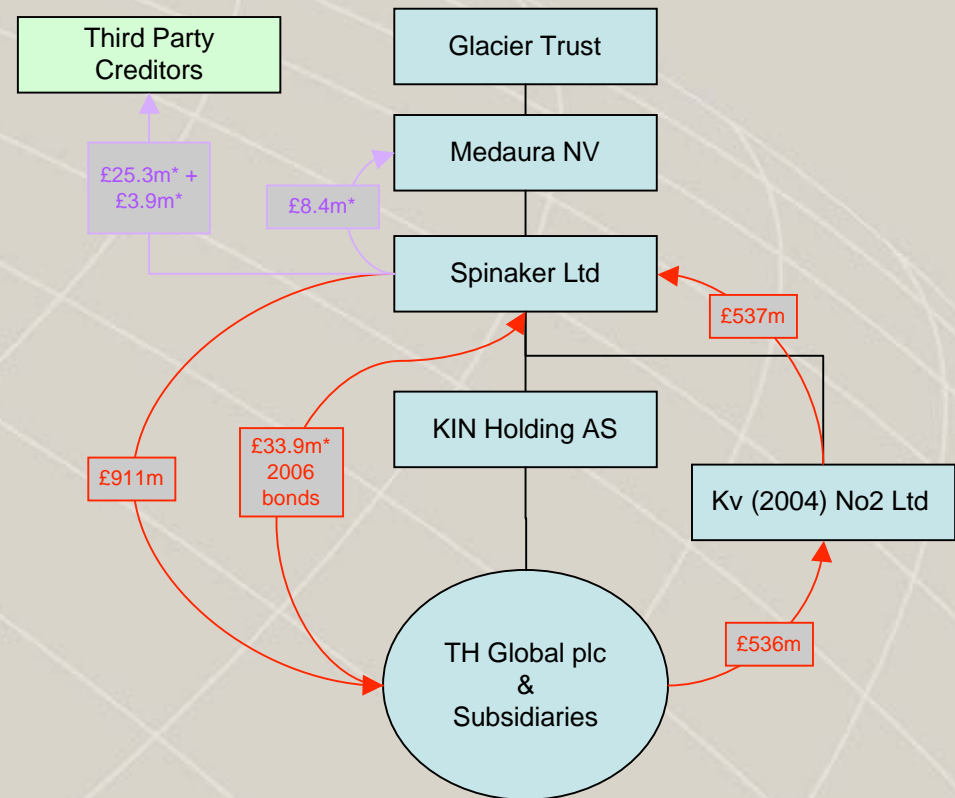 Third Party
Creditors
Glacier Trust
Medaura NV
£25.3m* +
£3.9m*
£8.4m*
Spinaker Ltd
£537m
KIN Holding AS
£911m
£33.9m*
2006
bonds
Kv (2004) No2 Ltd
TH Global plc
&
Subsidiaries
£536m